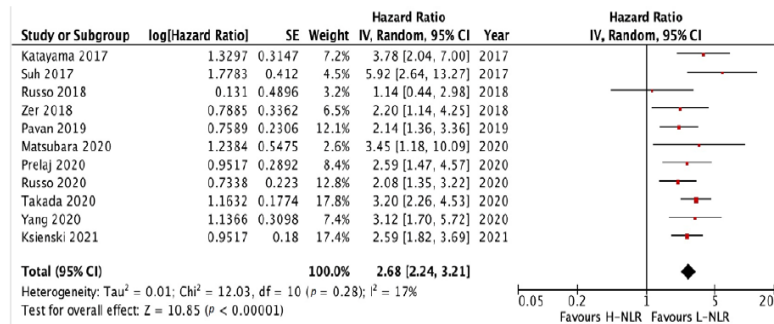 Hazard Ratio Hazard Ratio
Study or Subgroup log[Hazard Ratio] SE Weight IV, Random, 95% CI Year IV, Random, 95% CI
Katayama 2017 1.3297 0.3147 7.2% 3.78 [2.04, 7.00] 2017
Suh 2017 1.7783 0.412 4.5% 5.92 [2.64, 13.27] 2017
Russo 2018 0.131 0.4896 3.2% 1.14 [0.44, 2.98] 2018
Zer 2018 0.7885 0.3362 6.4% 2.20 [1.14, 4.25] 2018
Pavan 2019 0.7589 0.2306 12.1% 2.14 [1.36, 3.36] 2019
Matsubara 2020 1.2384 0.5475 2.6% 3.45 [1.18, 10.09] 2020
Prelaj 2020 0.9517 0.2892 8.4% 2.59 [1.47, 4.57] 2020
Russo 2020 0.7338 0.223 12.8% 2.08 [1.35, 3.22] 2020
Takada 2020 1.1632 0.1774 17.8% 3.20 [2.26, 4.53] 2020
Yang 2020 1.1366 0.3098 7.4% 3.12 [1.70, 5.72] 2020
Ksienski 2021 0.9517 0.18 17.4% 2.59 [1.82, 3.69] 2021
Total (95% CI) 100.0% 2.68 [2.24, 3.21]
Heterogeneity: Tau² = 0.01; Chi² = 12.03, df = 10 (p = 0.28); I² = 17%
Test for overall effect: Z = 10.85 (p < 0.00001)
0.05 0.2 1 5 20
Favours H-NLR Favours L-NLR